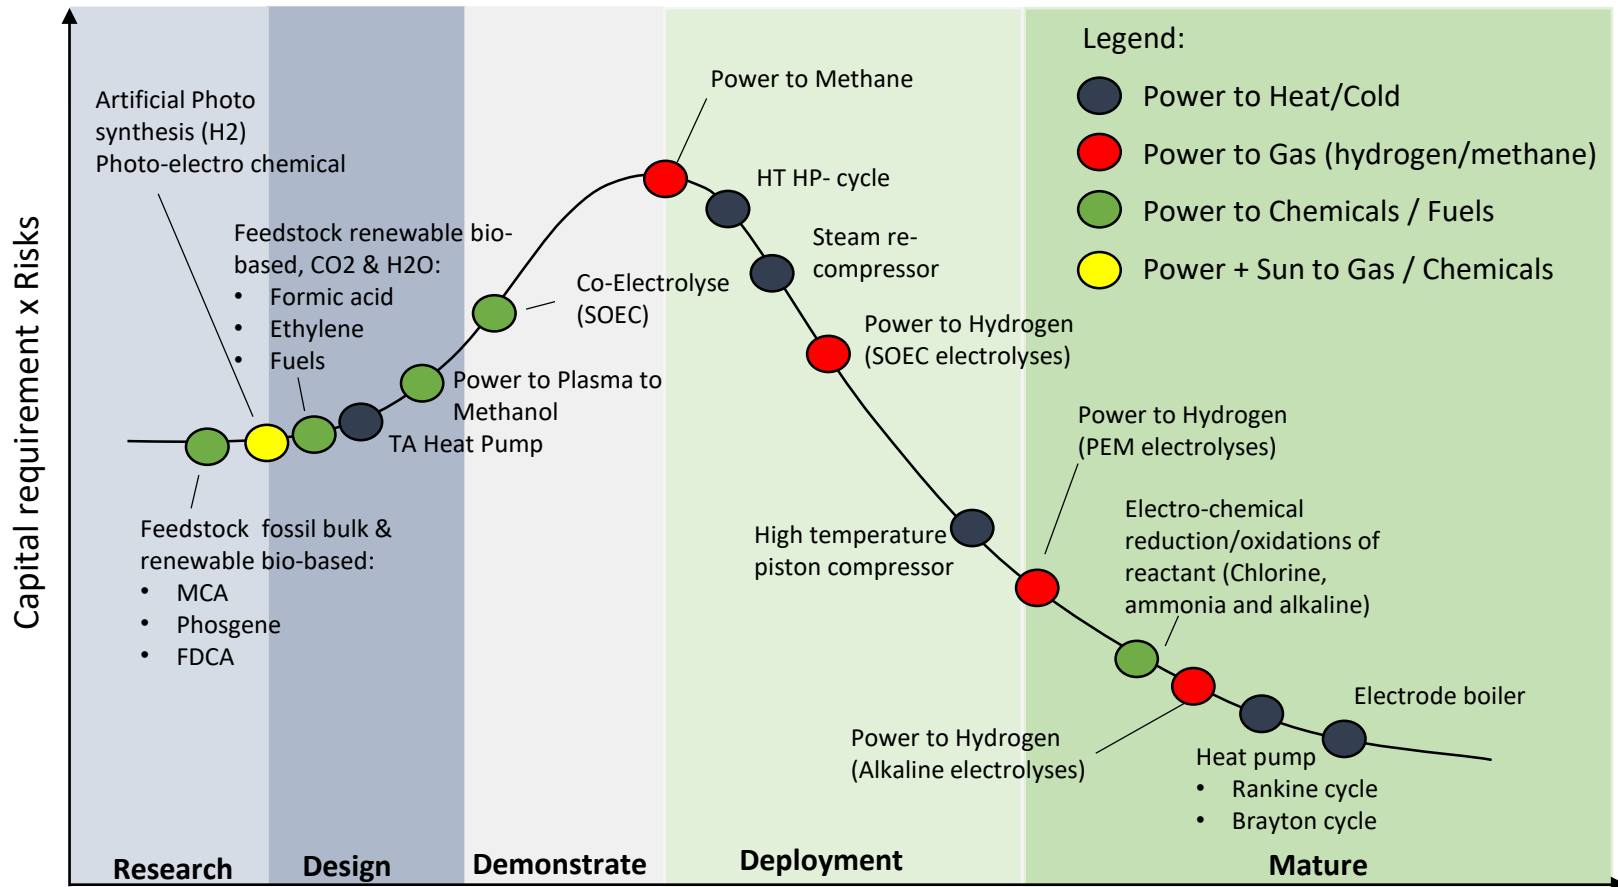 Capital requirement x Risks
Legend:
Power to Heat/Cold
Power to Gas (hydrogen/methane)
Power to Chemicals / Fuels
Power + Sun to Gas / Chemicals
Artificial Photo
synthesis (H2)
Photo-electro chemical
Feedstock renewable bio-
based, CO2 & H2O:
• Formic acid
• Ethylene
• Fuels
Feedstock  fossil bulk &
renewable bio-based:
• MCA
• Phosgene
• FDCA
TA Heat Pump
Power to Plasma to
Methanol
Co-Electrolyse
(SOEC)
Power to Methane
HT HP- cycle
Steam re-
compressor
Power to Hydrogen
(SOEC electrolyses)
High temperature
piston compressor
Power to Hydrogen
(PEM electrolyses)
Electro-chemical
reduction/oxidations of
reactant (Chlorine,
ammonia and alkaline)
Power to Hydrogen
(Alkaline electrolyses)
Heat pump
• Rankine cycle
• Brayton cycle
Electrode boiler
Research
Design
Demonstrate
Deployment
Mature